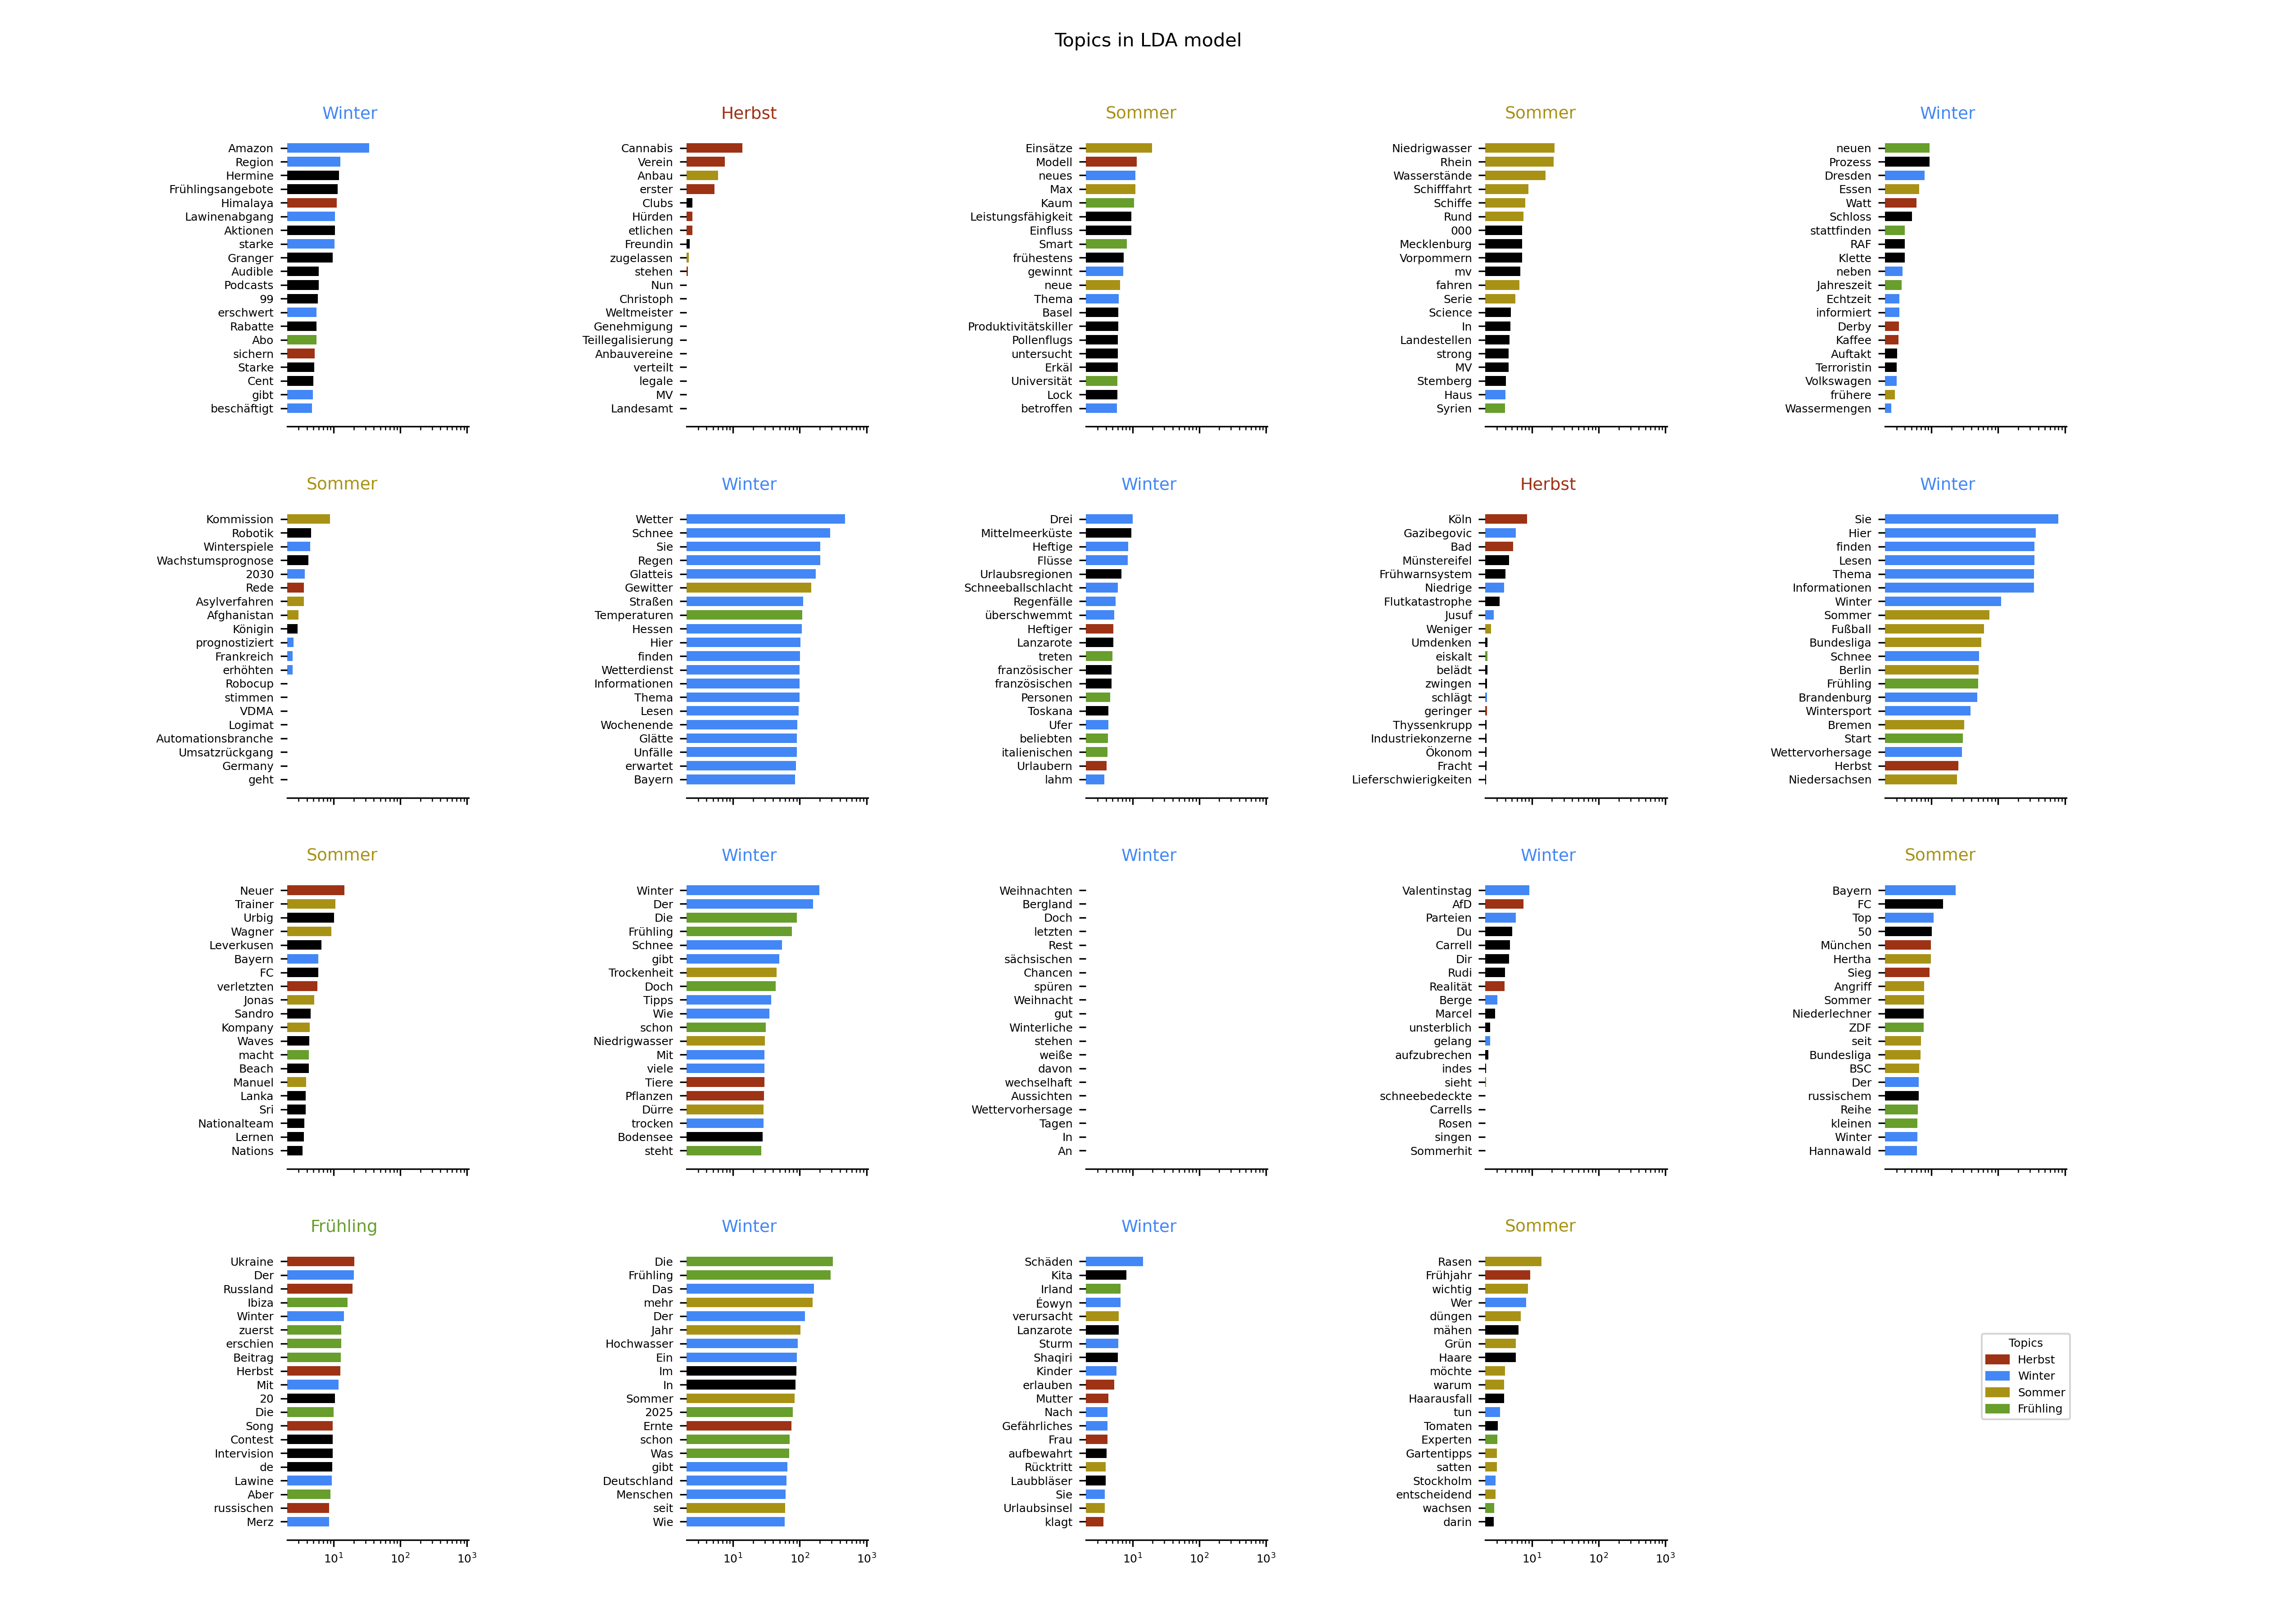 Topics in LDA model
Winter
Amazon
Region
Hermine
Frühlingsangebote
Himalaya
Lawinenabgang
Aktionen
starke
Granger
Audible
Podcasts
99
erschwert
Rabatte
Abo
sichern
Starke
Cent
gibt
beschäftigt
Herbst
Cannabis
Verein
Anbau
erster
Clubs
Hürden
etlichen
Freundin
zugelassen
stehen
Nun
Christoph
Weltmeister
Genehmigung
Teillegalisierung
Anbauvereine
verteilt
legale
MV
Landesamt
Sommer
Einsätze
Modell
neues
Max
Kaum
Leistungsfähigkeit
Einfluss
Smart
frühestens
gewinnt
neue
Thema
Basel
Produktivitätskiller
Pollenflugs
untersucht
Erkäl
Universität
Lock
betroffen
Sommer
Niedrigwasser
Rhein
Wasserstände
Schifffahrt
Schiffe
Rund
000
Mecklenburg
Vorpommern
mv
fahren
Serie
Science
In
Landestellen
strong
MV
Stemberg
Haus
Syrien
Winter
neuen
Prozess
Dresden
Essen
Watt
Schloss
stattfinden
RAF
Klette
neben
Jahreszeit
Echtzeit
informiert
Derby
Kaffee
Auftakt
Terroristin
Volkswagen
frühere
Wassermengen
Sommer
Kommission
Robotik
Winterspiele
Wachstumsprognose
2030
Rede
Asylverfahren
Afghanistan
Königin
prognostiziert
Frankreich
erhöhten
Robocup
stimmen
VDMA
Logimat
Automationsbranche
Umsatzrückgang
Germany
geht
Winter
Wetter
Schnee
Sie
Regen
Glatteis
Gewitter
Straßen
Temperaturen
Hessen
Hier
finden
Wetterdienst
Informationen
Thema
Lesen
Wochenende
Glätte
Unfälle
erwartet
Bayern
Winter
Drei
Mittelmeerküste
Heftige
Flüsse
Urlaubsregionen
Schneeballschlacht
Regenfälle
überschwemmt
Heftiger
Lanzarote
treten
französischer
französischen
Personen
Toskana
Ufer
beliebten
italienischen
Urlaubern
lahm
Herbst
Köln
Gazibegovic
Bad
Münstereifel
Frühwarnsystem
Niedrige
Flutkatastrophe
Jusuf
Weniger
Umdenken
eiskalt
belädt
zwingen
schlägt
geringer
Thyssenkrupp
Industriekonzerne
Ökonom
Fracht
Lieferschwierigkeiten
Winter
Sie
Hier
finden
Lesen
Thema
Informationen
Winter
Sommer
Fußball
Bundesliga
Schnee
Berlin
Frühling
Brandenburg
Wintersport
Bremen
Start
Wettervorhersage
Herbst
Niedersachsen
Sommer
Neuer
Trainer
Urbig
Wagner
Leverkusen
Bayern
FC
verletzten
Jonas
Sandro
Kompany
Waves
macht
Beach
Manuel
Lanka
Sri
Nationalteam
Lernen
Nations
Winter
Winter
Der
Die
Frühling
Schnee
gibt
Trockenheit
Doch
Tipps
Wie
schon
Niedrigwasser
Mit
viele
Tiere
Pflanzen
Dürre
trocken
Bodensee
steht
Winter
Weihnachten
Bergland
Doch
letzten
Rest
sächsischen
Chancen
spüren
Weihnacht
gut
Winterliche
stehen
weiße
davon
wechselhaft
Aussichten
Wettervorhersage
Tagen
In
An
Winter
Valentinstag
AfD
Parteien
Du
Carrell
Dir
Rudi
Realität
Berge
Marcel
unsterblich
gelang
aufzubrechen
indes
sieht
schneebedeckte
Carrells
Rosen
singen
Sommerhit
Sommer
Bayern
FC
Top
50
München
Hertha
Sieg
Angriff
Sommer
Niederlechner
ZDF
seit
Bundesliga
BSC
Der
russischem
Reihe
kleinen
Winter
Hannawald
Frühling
Ukraine
Der
Russland
Ibiza
Winter
zuerst
erschien
Beitrag
Herbst
Mit
20
Die
Song
Contest
Intervision
de
Lawine
Aber
russischen
Merz
10¹ 10² 10³
Winter
Die
Frühling
Das
mehr
Der
Jahr
Hochwasser
Ein
Im
In
Sommer
2025
Ernte
schon
Was
gibt
Deutschland
Menschen
seit
Wie
10¹ 10² 10³
Winter
Schäden
Kita
Irland
Éowyn
verursacht
Lanzarote
Sturm
Shaqiri
Kinder
erlauben
Mutter
Nach
Gefährliches
Frau
aufbewahrt
Rücktritt
Laubbläser
Sie
Urlaubsinsel
klagt
10¹ 10² 10³
Sommer
Rasen
Frühjahr
wichtig
Wer
düngen
mähen
Grün
Haare
möchte
warum
Haarausfall
tun
Tomaten
Experten
Gartentipps
satten
Stockholm
entscheidend
wachsen
darin
10¹ 10² 10³
Topics
Herbst
Winter
Sommer
Frühling